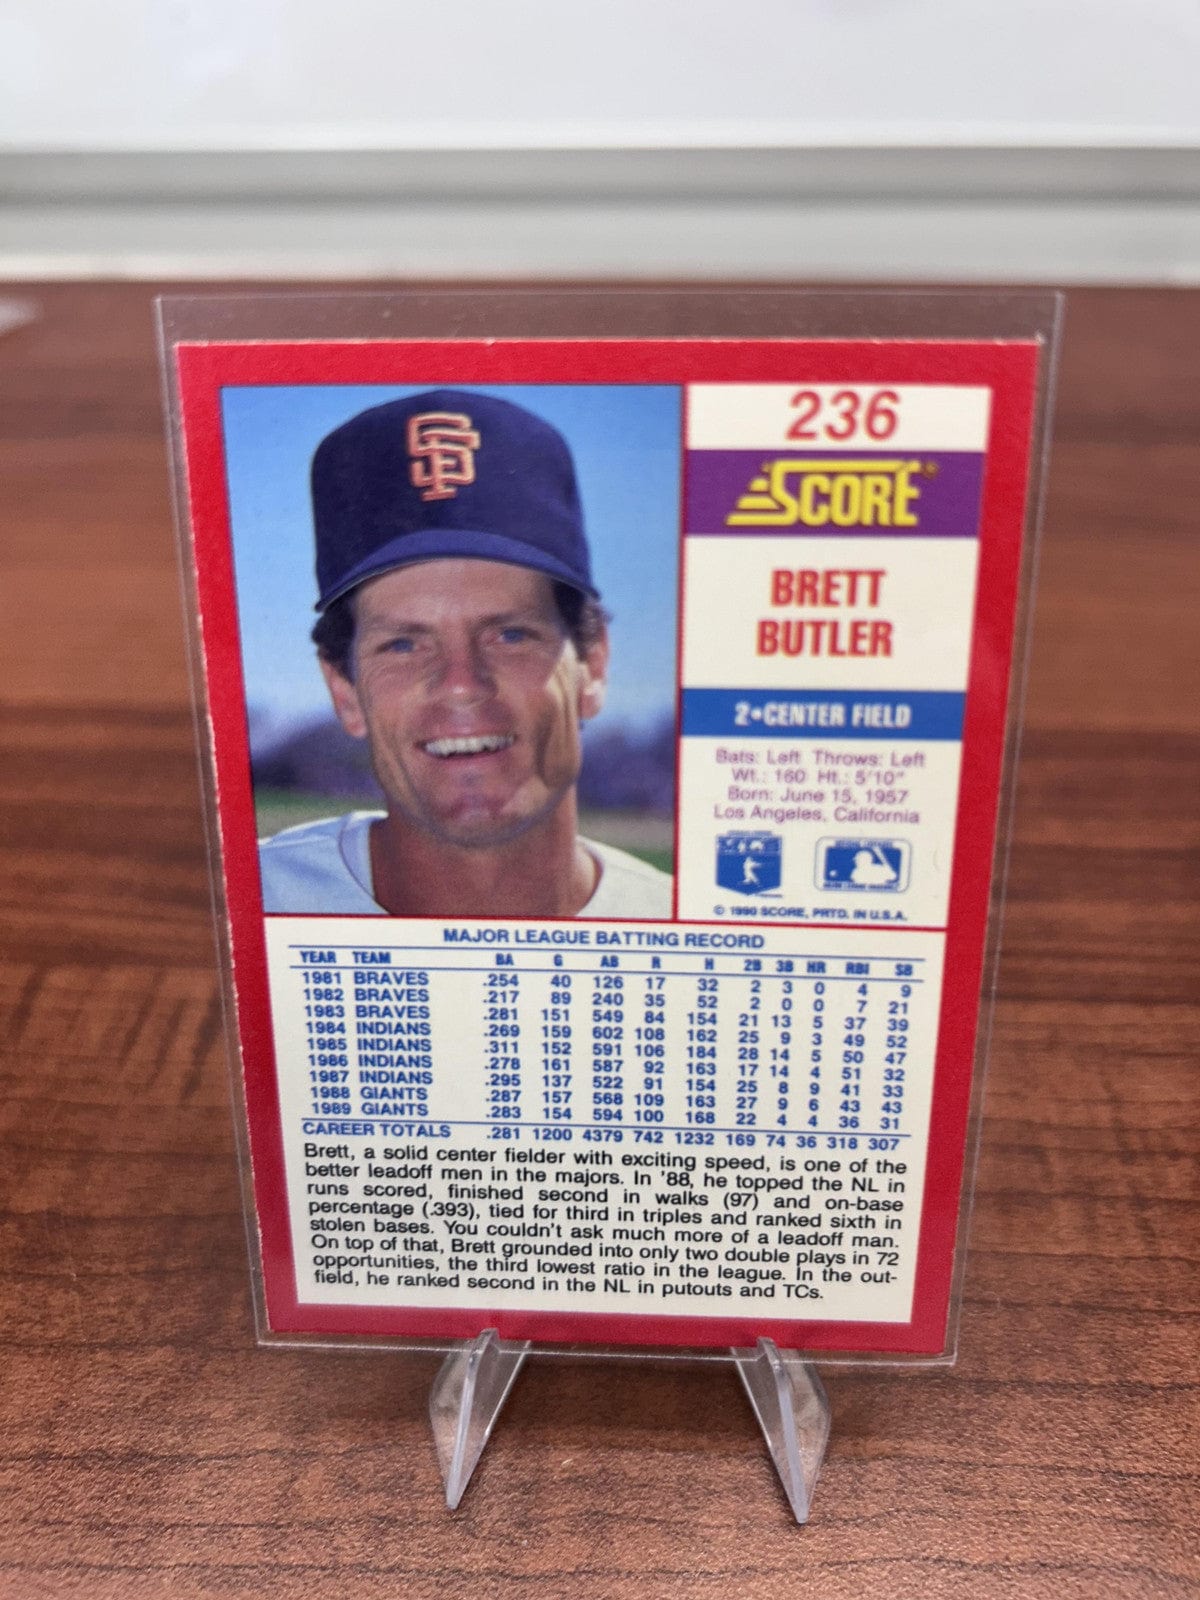 SF
236
SCORE®
BRETT
BUTLER
2•CENTER FIELD
Bats: Left Throws: Left
Wt.: 160 Ht.: 5'10"
Born: June 15, 1957
Los Angeles, California
© 1990 SCORE, PRTD. IN U.S.A.
MAJOR LEAGUE BATTING RECORD
YEAR TEAM BA G AB R H 2B 3B HR RBI SB
1981 BRAVES .254 40 126 17 32 2 3 0 4 9
1982 BRAVES .217 89 240 35 52 2 0 0 7 21
1983 BRAVES .281 151 549 84 154 21 13 5 37 39
1984 INDIANS .269 159 602 108 162 25 9 3 49 52
1985 INDIANS .311 152 591 106 184 28 14 5 50 47
1986 INDIANS .278 161 587 92 163 17 14 4 51 32
1987 INDIANS .295 137 522 91 154 25 8 9 41 33
1988 GIANTS .287 157 568 109 163 27 9 6 43 43
1989 GIANTS .283 154 594 100 168 22 4 4 36 31
CAREER TOTALS .281 1200 4379 742 1232 169 74 36 318 307
Brett, a solid center fielder with exciting speed, is one of the
better leadoff men in the majors. In '88, he topped the NL in
runs scored, finished second in walks (97) and on-base
percentage (.393), tied for third in triples and ranked sixth in
stolen bases. You couldn't ask much more of a leadoff man.
On top of that, Brett grounded into only two double plays in 72
opportunities, the third lowest ratio in the league. In the out-
field, he ranked second in the NL in putouts and TCs.